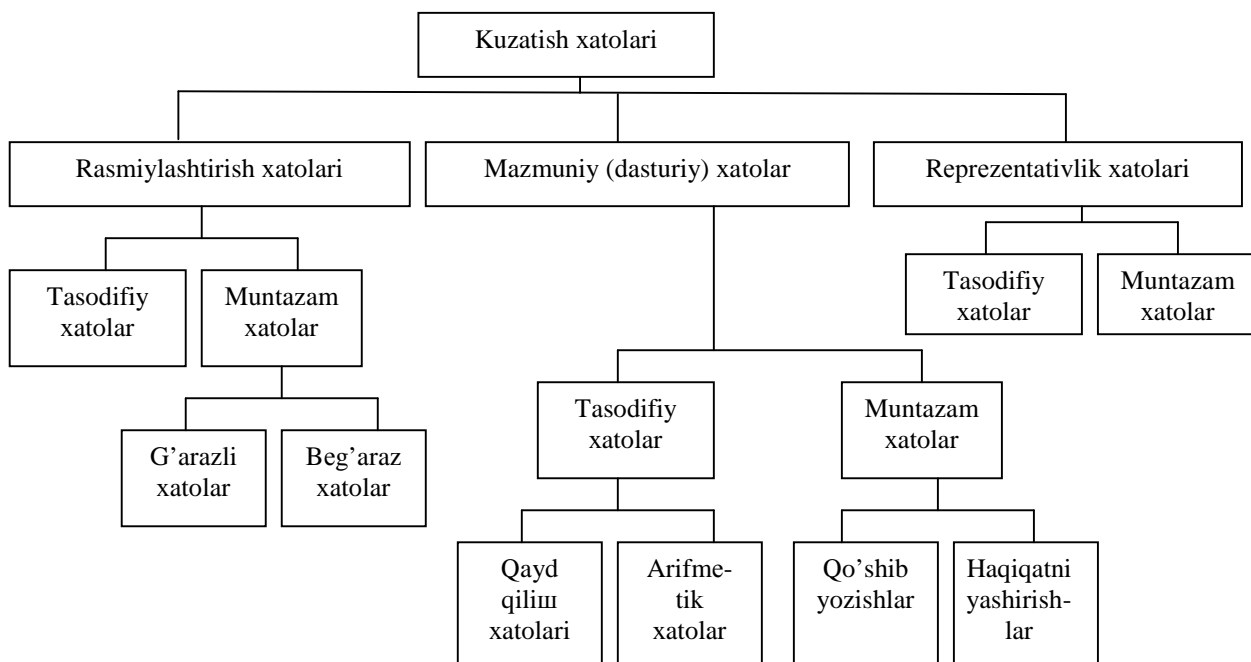 Kuzatish xatolari
Rasmiylashtirish xatolari
Mazmuniy (dasturiy) xatolar
Reprezentativlik xatolari
Tasodifiy
xatolar
Muntazam
xatolar
Tasodifiy
xatolar
Muntazam
xatolar
G’arazli
xatolar
Beg’araz
xatolar
Tasodifiy
xatolar
Muntazam
xatolar
Qayd
qiliш
xatolari
Arifme-
tik
xatolar
Qo’shib
yozishlar
Haqiqatni
yashirish-
lar